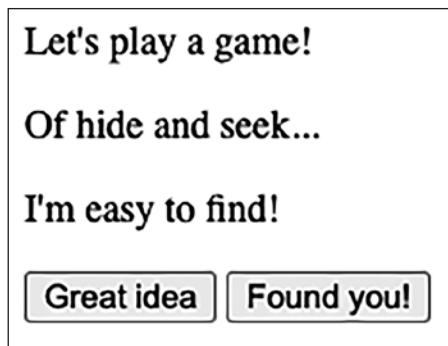 Let's play a game!
Of hide and seek...
I'm easy to find!
Great idea Found you!